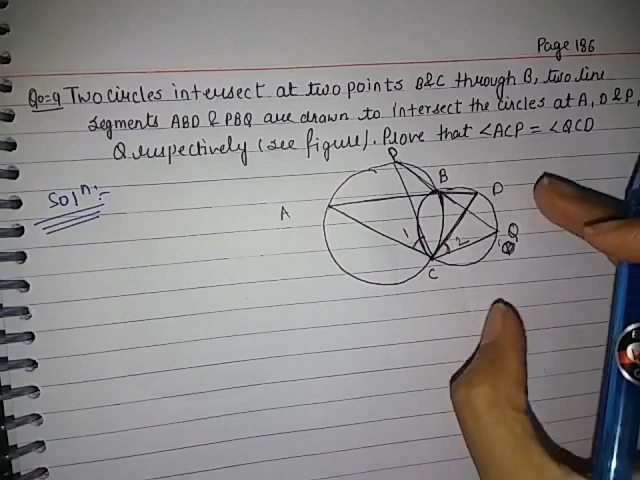 Page 186
Qo=9 Two circles intersect at two points B&C through B, two line
segments ABD & PBQ are drawn to intersect the circles at A, D & P,
Q respectively (see figure). Prove that ∠ACP = ∠QCD
Solⁿ:-
P
B
D
A
Q
1
2
Q
C